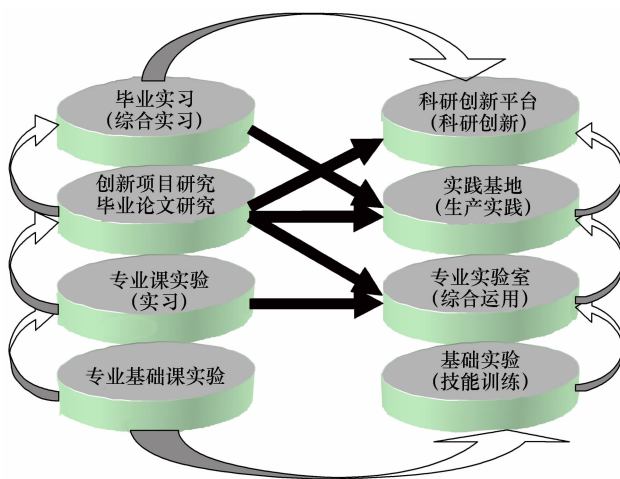 毕业实习
(综合实习)
科研创新平台
(科研创新)
创新项目研究
毕业论文研究
实践基地
(生产实践)
专业课实验
(实习)
专业实验室
(综合运用)
专业基础课实验
基础实验
(技能训练)